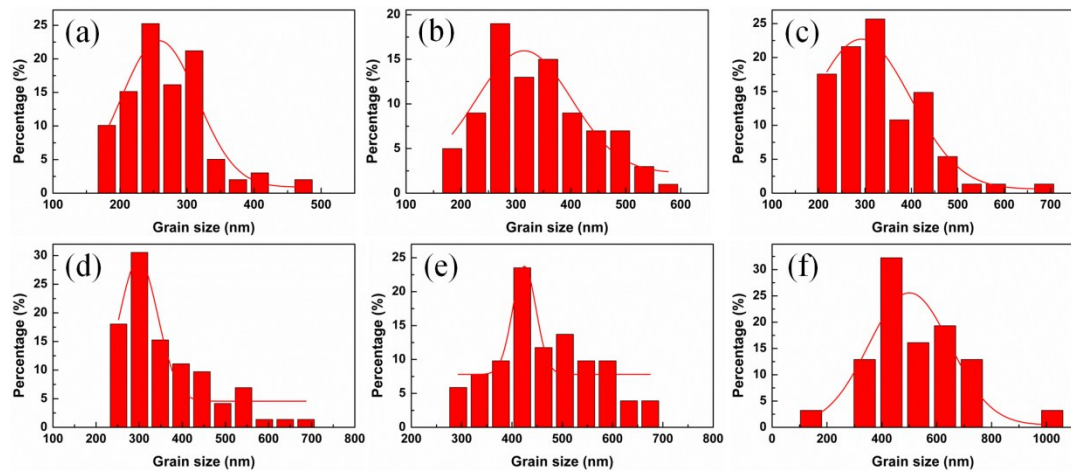 (a)
Percentage (%)
25
20
15
10
5
0
100 200 300 400 500
Grain size (nm)
(b)
Percentage (%)
20
15
10
5
0
100 200 300 400 500 600
Grain size (nm)
(c)
Percentage (%)
25
20
15
10
5
0
100 200 300 400 500 600 700
Grain size (nm)
(d)
Percentage (%)
30
25
20
15
10
5
0
100 200 300 400 500 600 700 800
Grain size (nm)
(e)
Percentage (%)
25
20
15
10
5
0
200 300 400 500 600 700 800
Grain size (nm)
(f)
Percentage (%)
30
25
20
15
10
5
0
0 200 400 600 800 1000
Grain size (nm)